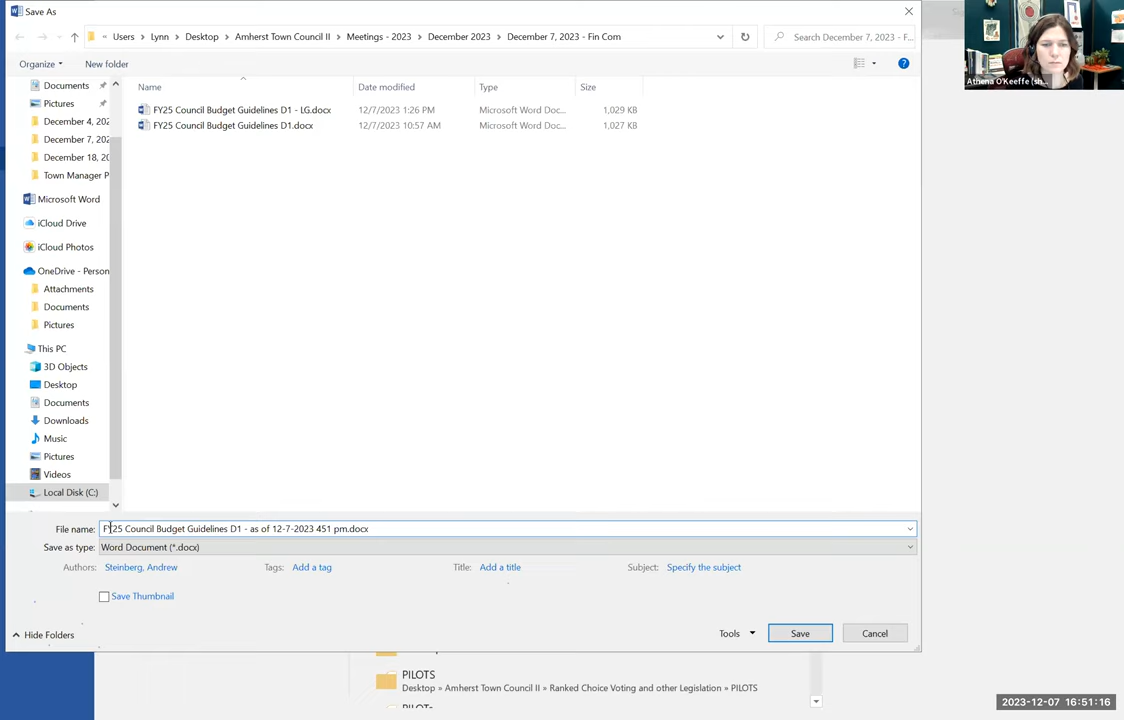 Save As
« Users > Lynn > Desktop > Amherst Town Council II > Meetings - 2023 > December 2023 > December 7, 2023 - Fin Com
Search December 7, 2023 - F...
Organize
New folder
Documents
Pictures
December 4, 202
December 7, 202
December 18, 20
Town Manager P
Microsoft Word
iCloud Drive
iCloud Photos
OneDrive - Person
Attachments
Documents
Pictures
This PC
3D Objects
Desktop
Documents
Downloads
Music
Pictures
Videos
Local Disk (C:)
Name Date modified Type Size
FY25 Council Budget Guidelines D1 - LG.docx 12/7/2023 1:26 PM Microsoft Word Doc... 1,029 KB
FY25 Council Budget Guidelines D1.docx 12/7/2023 10:57 AM Microsoft Word Doc... 1,027 KB
File name: FY25 Council Budget Guidelines D1 - as of 12-7-2023 451 pm.docx
Save as type: Word Document (*.docx)
Authors: Steinberg, Andrew Tags: Add a tag Title: Add a title Subject: Specify the subject
Save Thumbnail
Hide Folders
Tools Save Cancel
PILOTS
Desktop » Amherst Town Council II » Ranked Choice Voting and other Legislation » PILOTS
Athena O'Keeffe (sh...
2023-12-07 16:51:16